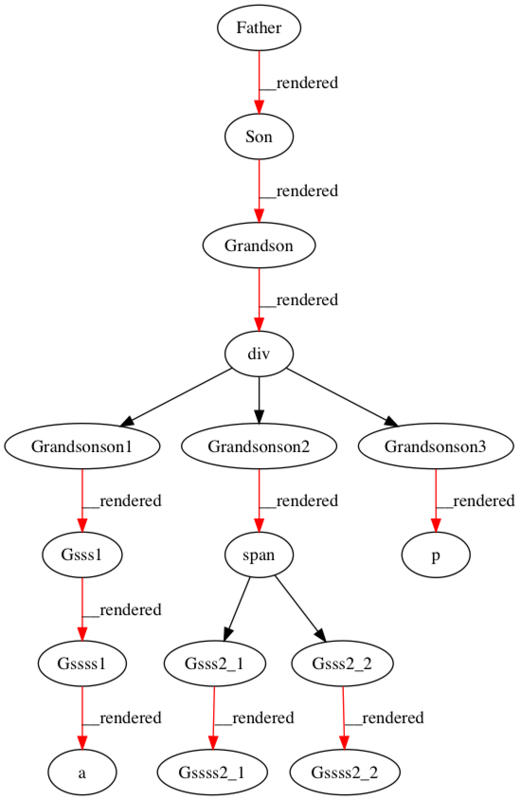 Father
__rendered
Son
__rendered
Grandson
__rendered
div
Grandsonson1
Grandsonson2
Grandsonson3
__rendered
__rendered
__rendered
Gsss1
span
p
__rendered
Gssss1
Gsss2_1
Gsss2_2
__rendered
__rendered
__rendered
a
Gssss2_1
Gssss2_2